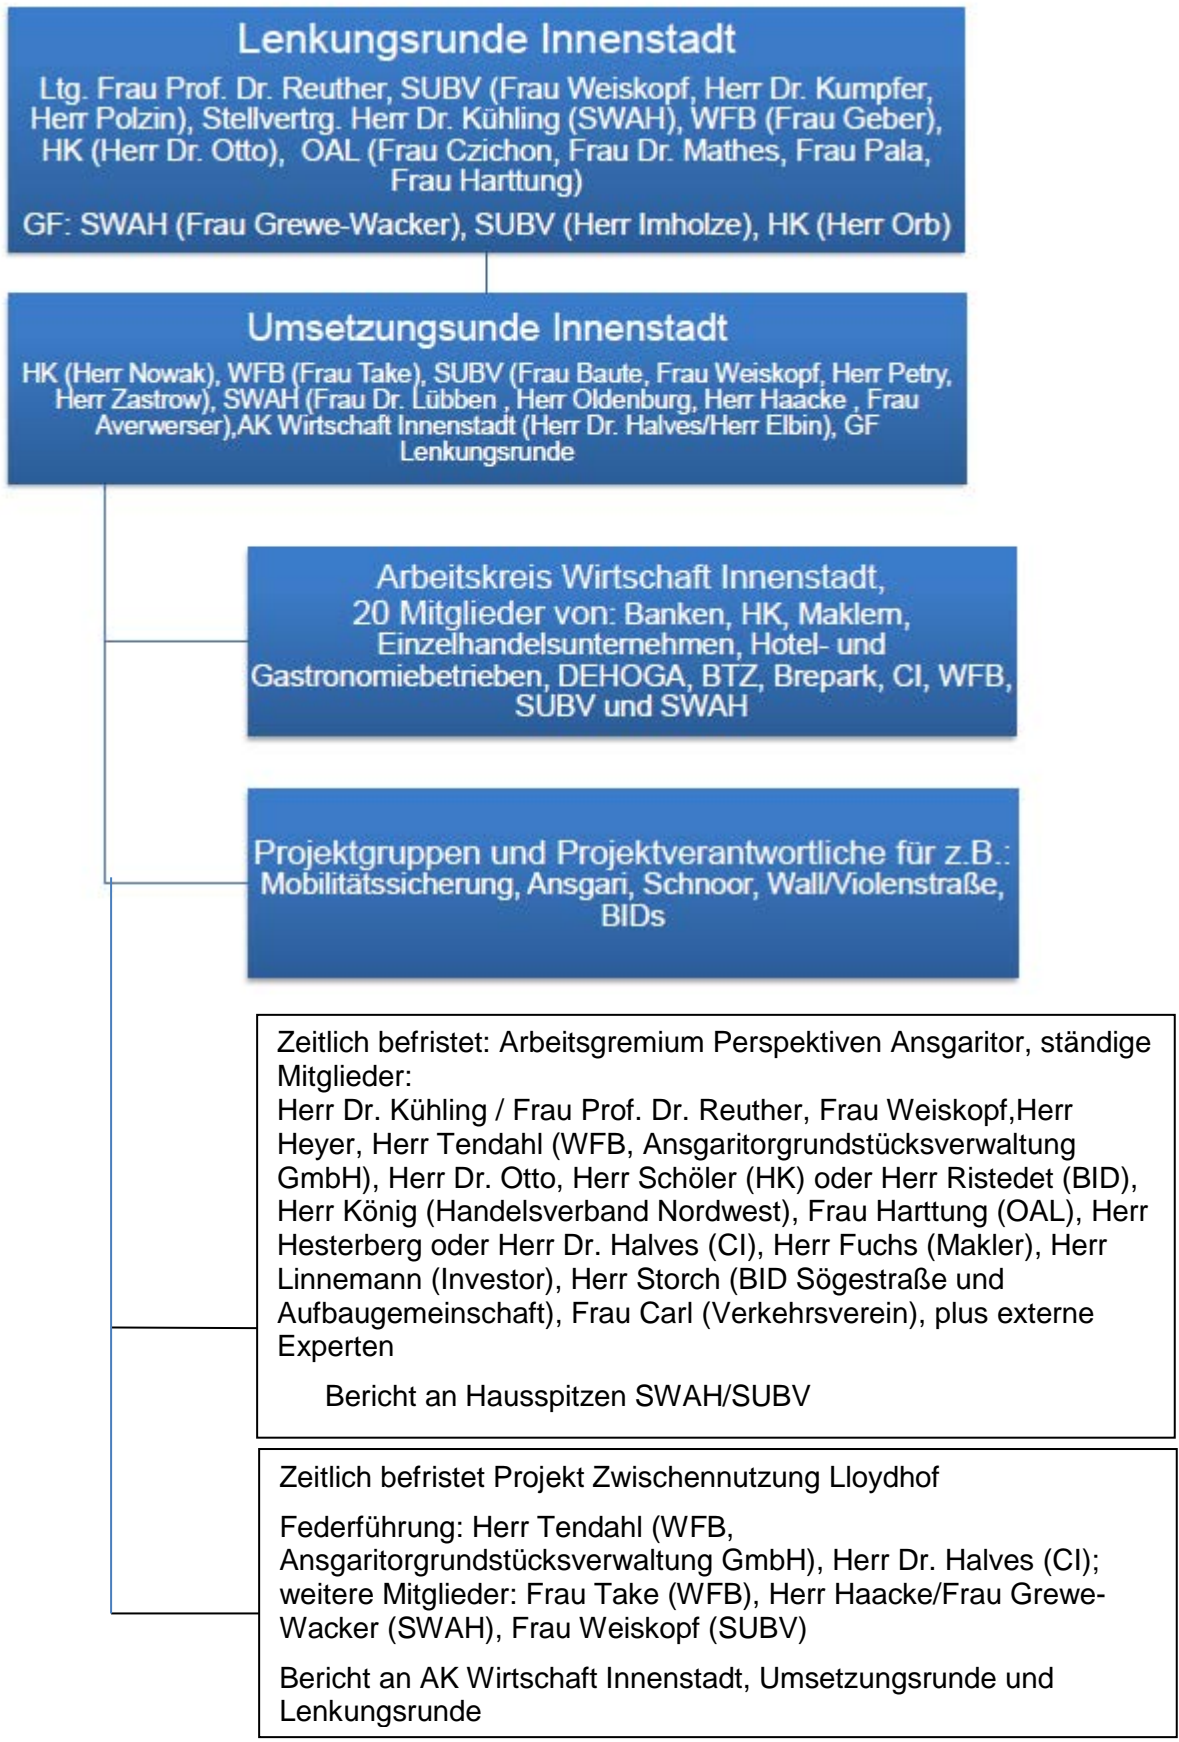 Lenkungsrunde Innenstadt
Ltg. Frau Prof. Dr. Reuther, SUBV (Frau Weiskopf, Herr Dr. Kumpfer,
Herr Polzin), Stellvertrg. Herr Dr. Kühling (SWAH), WFB (Frau Geber),
HK (Herr Dr. Otto), OAL (Frau Czichon, Frau Dr. Mathes, Frau Pala,
Frau Harttung)
GF: SWAH (Frau Grewe-Wacker), SUBV (Herr Imholze), HK (Herr Orb)
Umsetzungsunde Innenstadt
HK (Herr Nowak), WFB (Frau Take), SUBV (Frau Baute, Frau Weiskopf, Herr Petry,
Herr Zastrow), SWAH (Frau Dr. Lübben , Herr Oldenburg, Herr Haacke , Frau
Averwerser),AK Wirtschaft Innenstadt (Herr Dr. Halves/Herr Elbin), GF
Lenkungsrunde
Arbeitskreis Wirtschaft Innenstadt,
20 Mitglieder von: Banken, HK, Maklern,
Einzelhandelsunternehmen, Hotel- und
Gastronomiebetrieben, DEHOGA, BTZ, Brepark, CI, WFB,
SUBV und SWAH
Projektgruppen und Projektverantwortliche für z.B.:
Mobilitätssicherung, Ansgari, Schnoor, Wall/Violenstraße,
BIDs
Zeitlich befristet: Arbeitsgremium Perspektiven Ansgaritor, ständige
Mitglieder:
Herr Dr. Kühling / Frau Prof. Dr. Reuther, Frau Weiskopf,Herr
Heyer, Herr Tendahl (WFB, Ansgaritorgrundstücksverwaltung
GmbH), Herr Dr. Otto, Herr Schöler (HK) oder Herr Ristedet (BID),
Herr König (Handelsverband Nordwest), Frau Harttung (OAL), Herr
Hesterberg oder Herr Dr. Halves (CI), Herr Fuchs (Makler), Herr
Linnemann (Investor), Herr Storch (BID Sögestraße und
Aufbaugemeinschaft), Frau Carl (Verkehrsverein), plus externe
Experten
Bericht an Hausspitzen SWAH/SUBV
Zeitlich befristet Projekt Zwischennutzung Lloydhof
Federführung: Herr Tendahl (WFB,
Ansgaritorgrundstücksverwaltung GmbH), Herr Dr. Halves (CI);
weitere Mitglieder: Frau Take (WFB), Herr Haacke/Frau Grewe-
Wacker (SWAH), Frau Weiskopf (SUBV)
Bericht an AK Wirtschaft Innenstadt, Umsetzungsrunde und
Lenkungsrunde